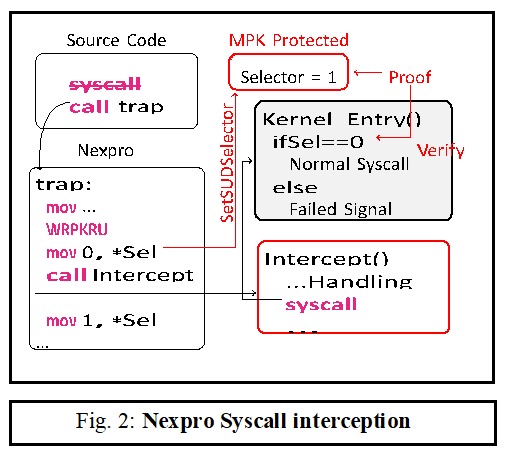 Source Code
syscall
call trap
MPK Protected
Selector = 1
Proof
Kernel Entry()
ifSel==0
Verify
Normal Syscall
else
Failed Signal
SetSUDSelector
Nexpro
trap:
mov ...
WRPKRU
mov 0, *Sel
call Intercept
mov 1, *Sel
...
Intercept()
...Handling
syscall
...
Fig. 2: Nexpro Syscall interception